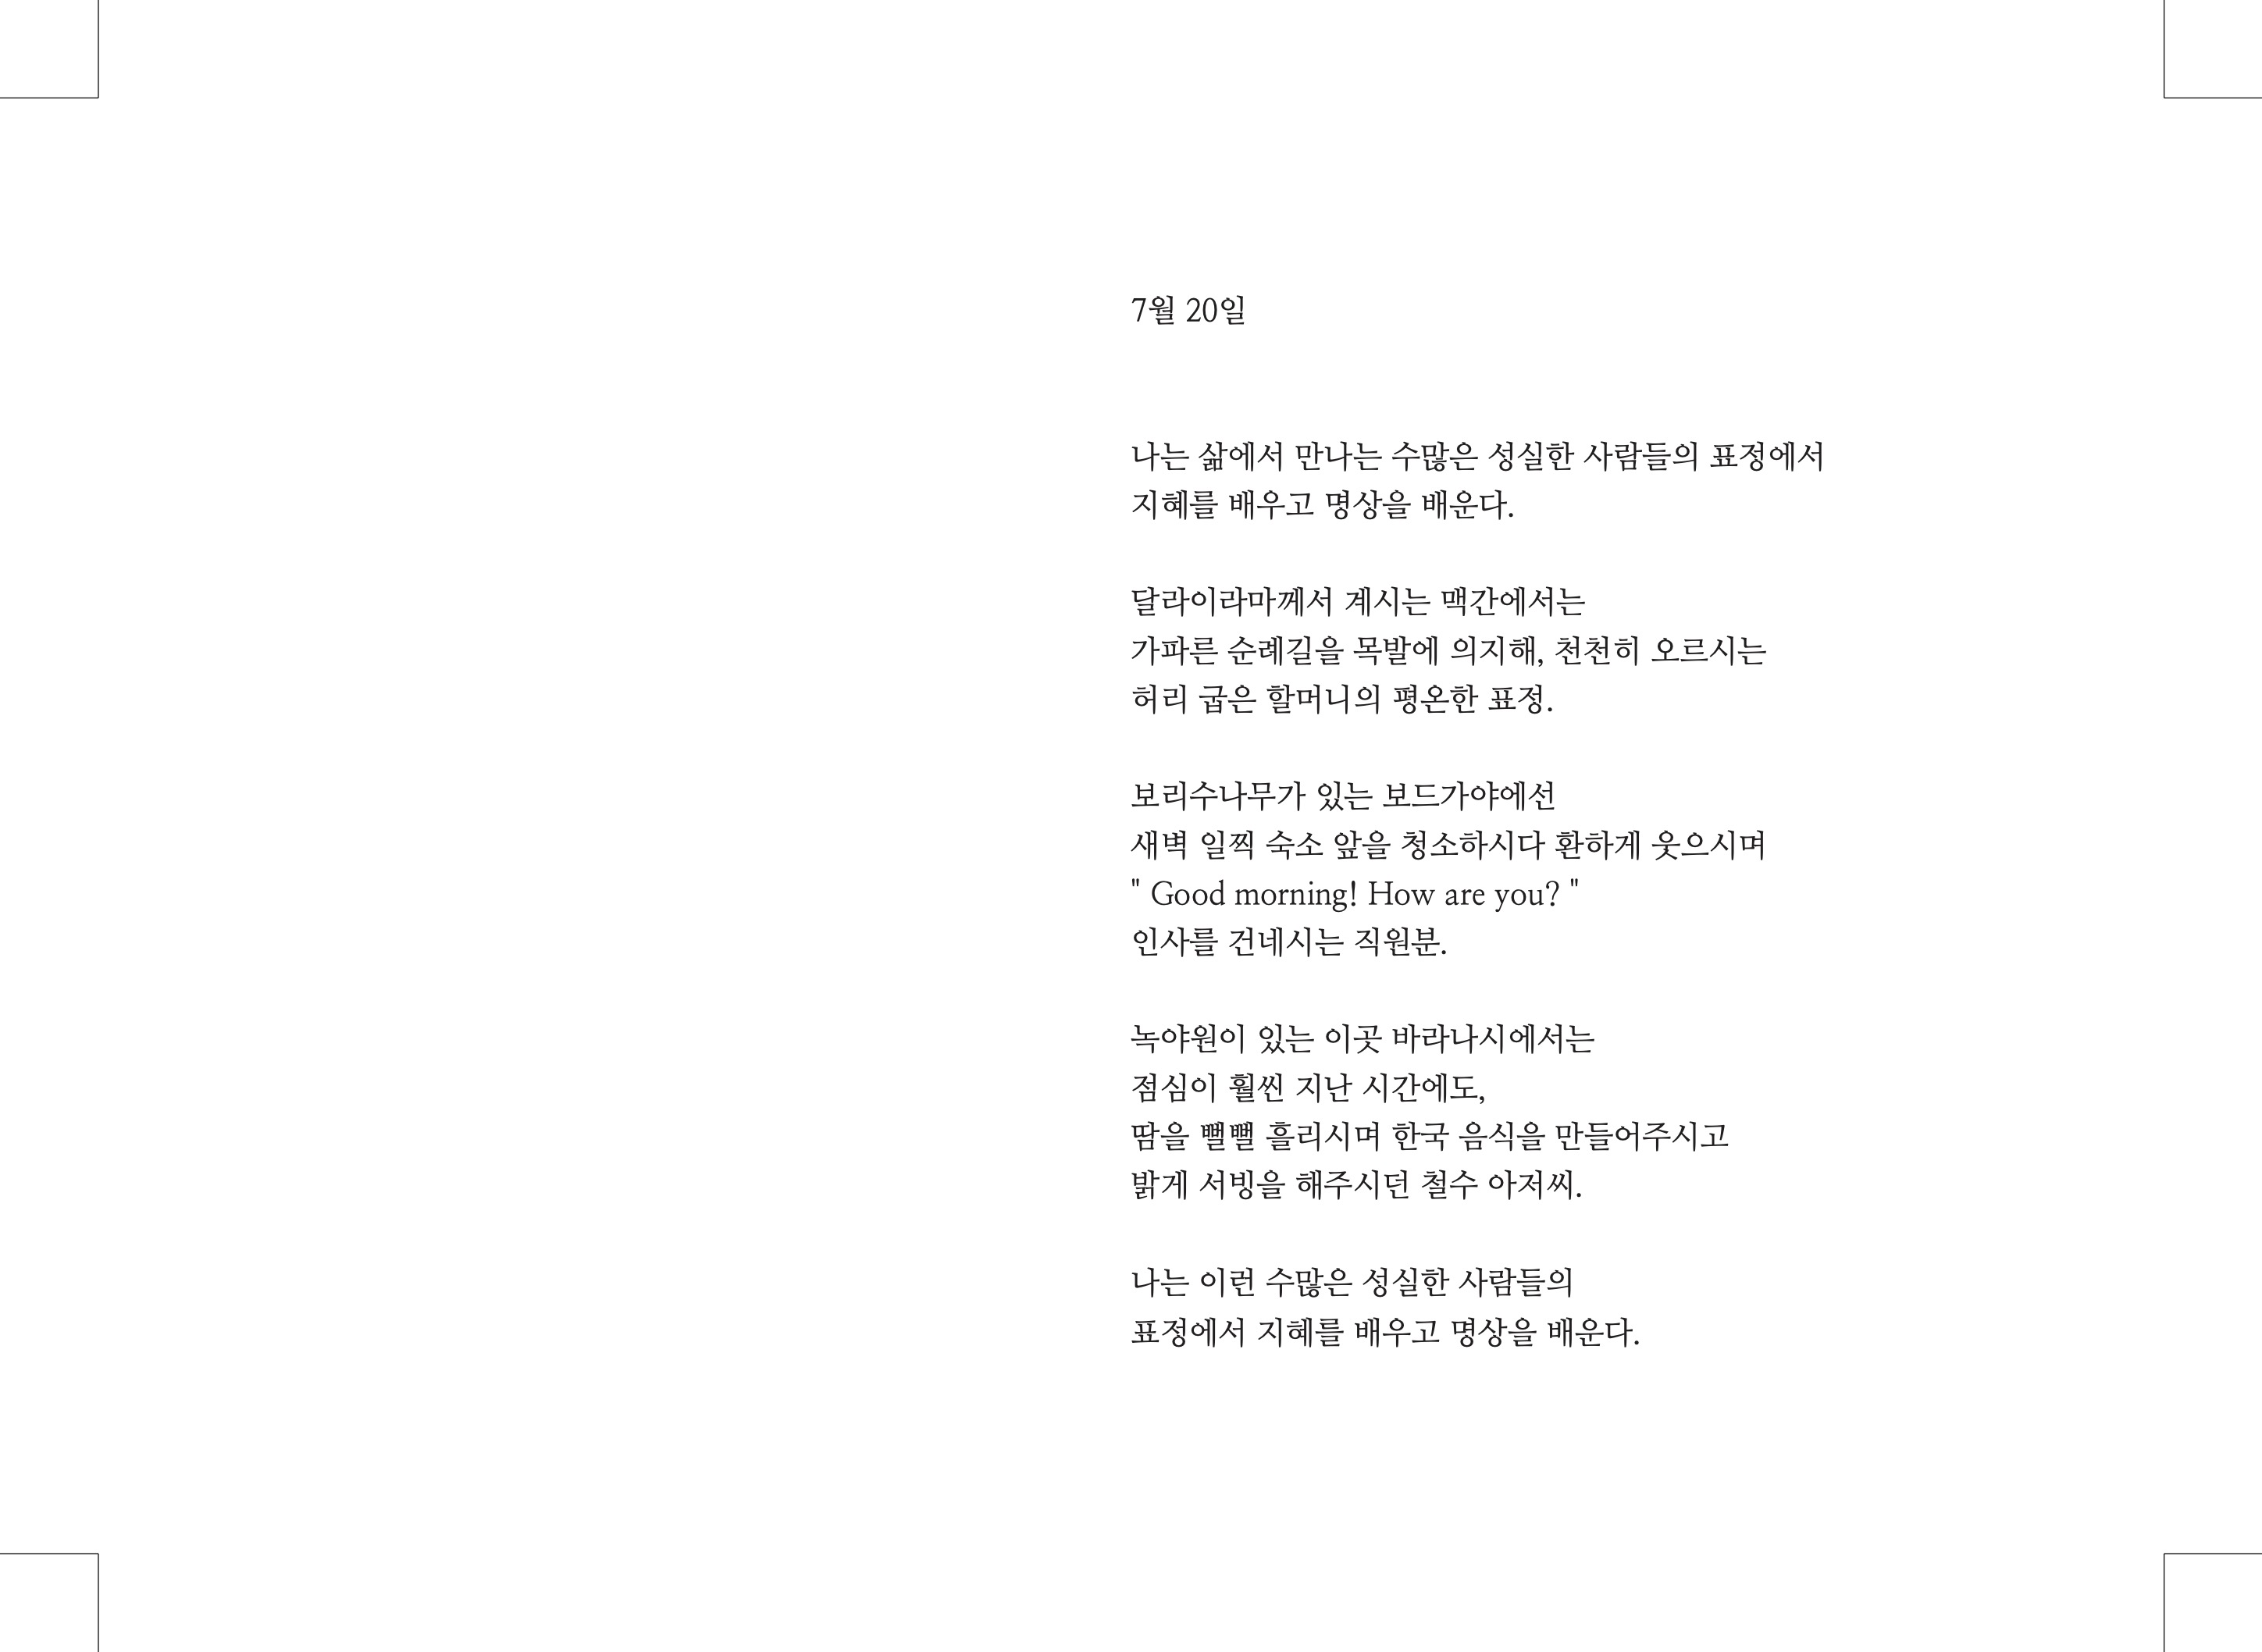 7월 20일
나는 삶에서 만나는 수많은 성실한 사람들의 표정에서
지혜를 배우고 명상을 배운다.
달라이라마께서 계시는 맥간에서는
가파른 순례길을 목발에 의지해, 천천히 오르시는
허리 굽은 할머니의 평온한 표정.
보리수나무가 있는 보드가야에선
새벽 일찍 숙소 앞을 청소하시다 환하게 웃으시며
" Good morning! How are you? "
인사를 건네시는 직원분.
녹야원이 있는 이곳 바라나시에서는
점심이 훨씬 지난 시간에도,
땀을 뻘뻘 흘리시며 한국 음식을 만들어주시고
밝게 서빙을 해주시던 철수 아저씨.
나는 이런 수많은 성실한 사람들의
표정에서 지혜를 배우고 명상을 배운다.